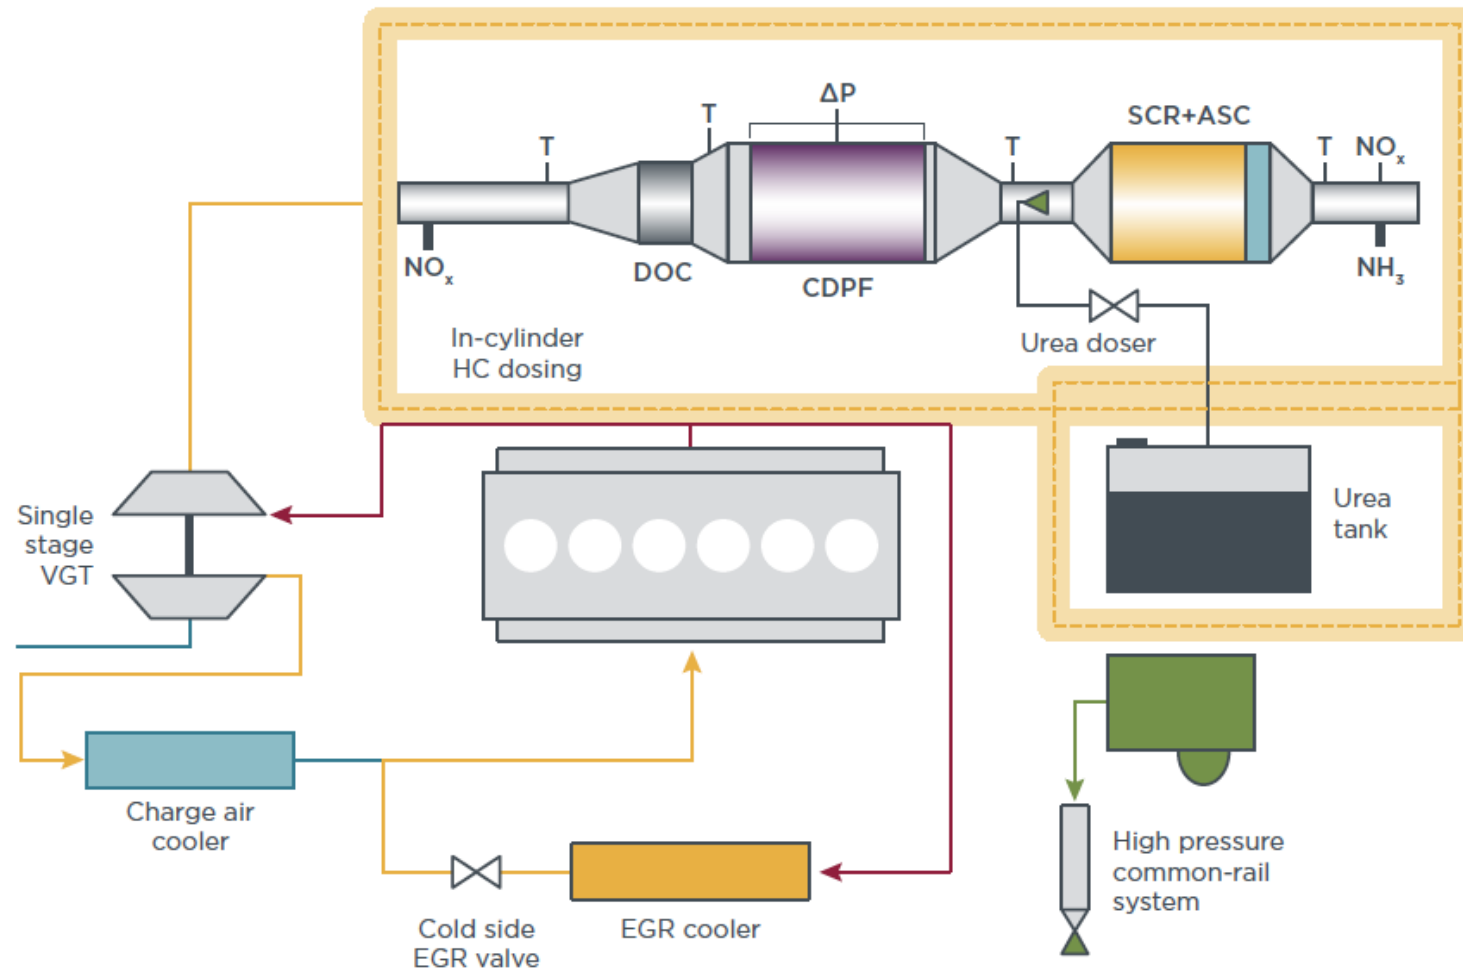 ΔP
T
T
T
SCR+ASC
T
NOₓ
NOₓ
DOC
CDPF
NH₃
In-cylinder
HC dosing
Urea doser
Single
stage
VGT
Urea
tank
Charge air
cooler
High pressure
common-rail
system
Cold side
EGR valve
EGR cooler